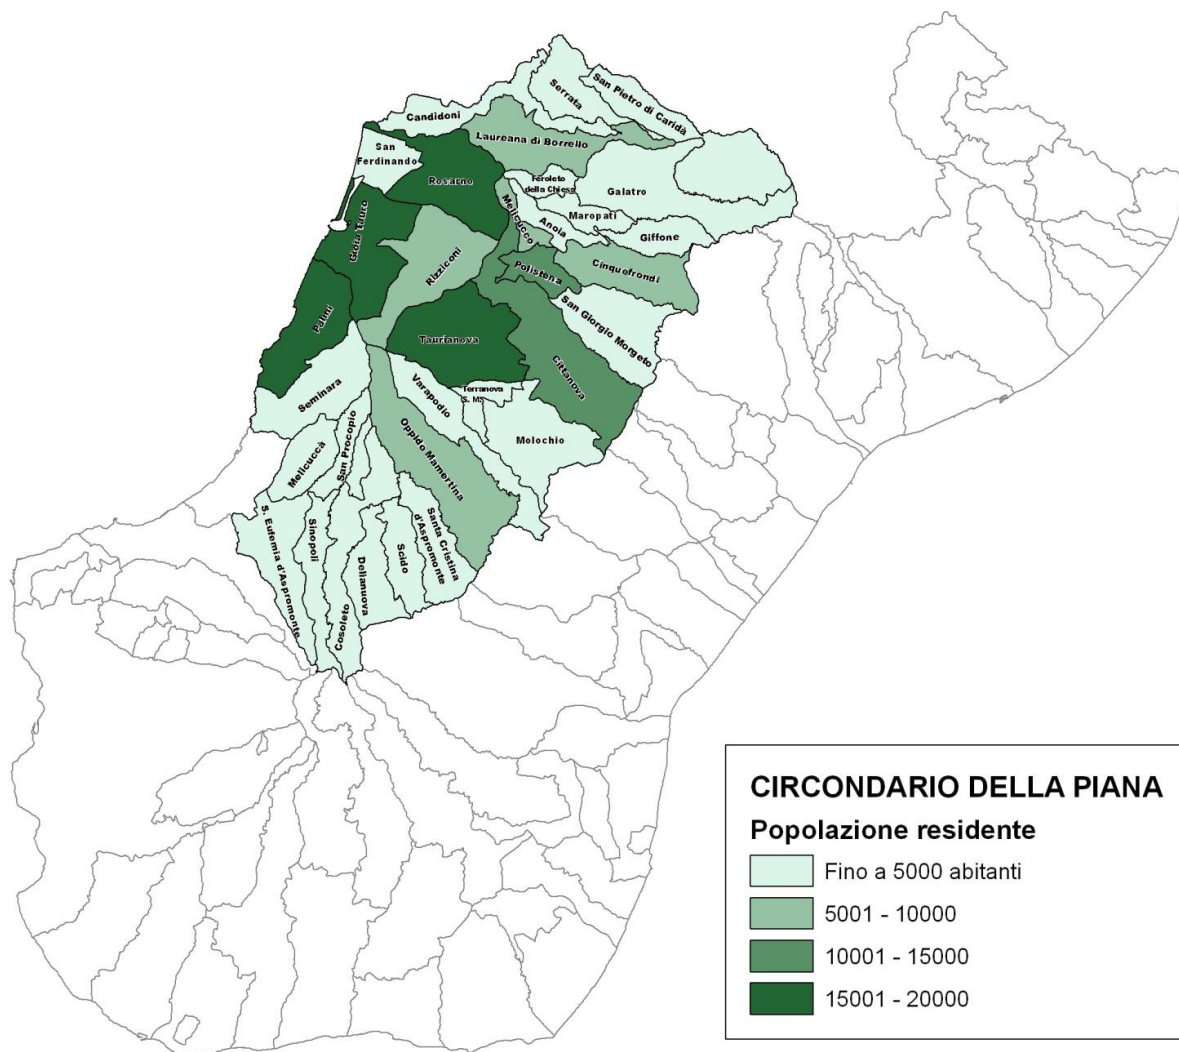 San Pietro di Caridà
Serrata
Candidoni
Laureana di Borrello
San
Ferdinando
Rosarno
Feroleto
della Chiesa
Galatro
Melicucco
Maropati
Anoia
Giffone
Gioia Tauro
Rizziconi
Polistena
Cinquefrondi
San Giorgio Morgeto
Palmi
Taurianova
Cittanova
Seminara
Varapodio
Terranova
S. M.
Molochio
Oppido Mamertina
Melicuccà
San Procopio
S. Eufemia d'Aspromonte
Sinopoli
Cosoleto
Delianuova
Scido
Santa Cristina
d'Aspromonte
CIRCONDARIO DELLA PIANA
Popolazione residente
Fino a 5000 abitanti
5001 - 10000
10001 - 15000
15001 - 20000